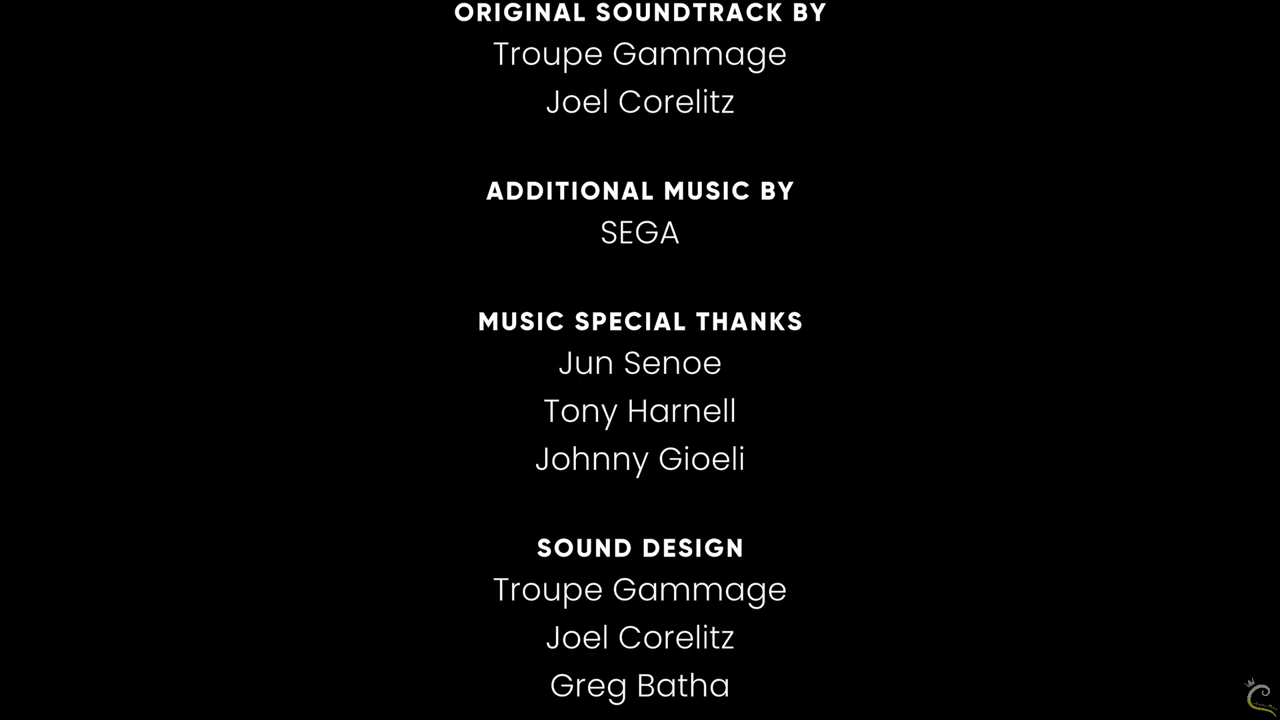 ORIGINAL SOUNDTRACK BY
Troupe Gammage
Joel Corelitz
ADDITIONAL MUSIC BY
SEGA
MUSIC SPECIAL THANKS
Jun Senoe
Tony Harnell
Johnny Gioeli
SOUND DESIGN
Troupe Gammage
Joel Corelitz
Greg Batha